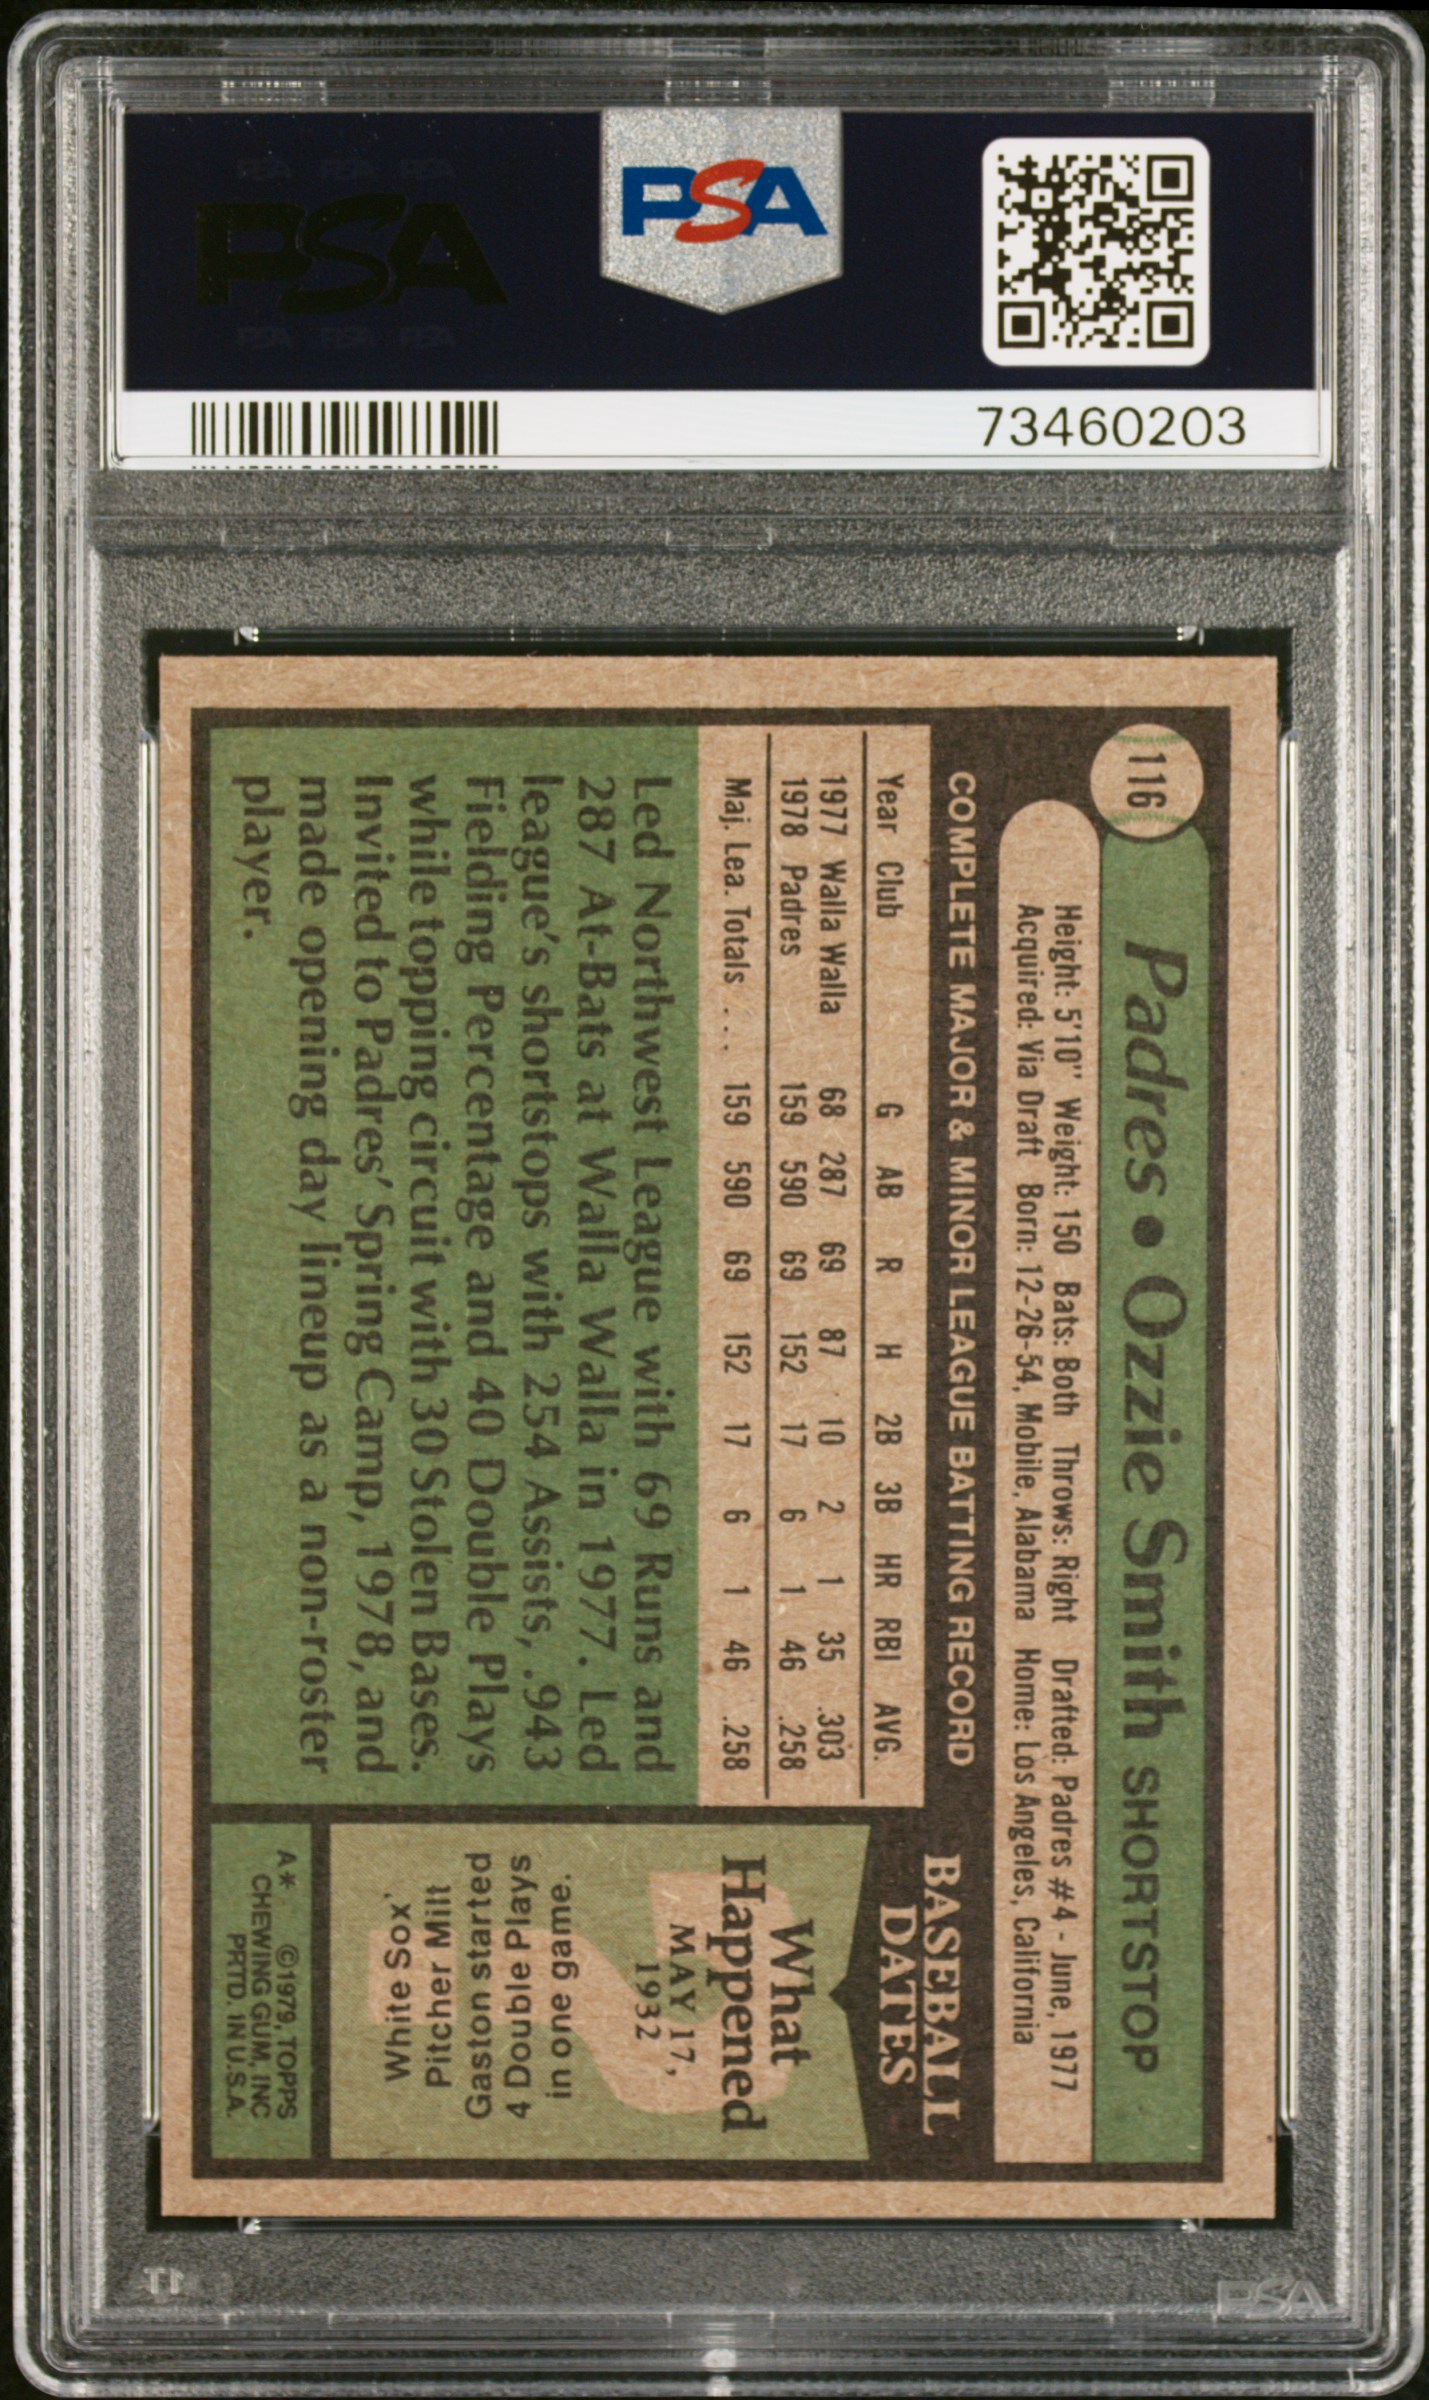 PSA PSA PSA
PSA
PSA PSA PSA
PSA
73460203
116
Padres • Ozzie Smith SHORTSTOP
Height: 5'10" Weight: 150 Bats: Both Throws: Right Drafted: Padres #4 - June, 1977
Acquired: Via Draft Born: 12-26-54, Mobile, Alabama Home: Los Angeles, California
COMPLETE MAJOR & MINOR LEAGUE BATTING RECORD
Year Club G AB R H 2B 3B HR RBI AVG.
1977 Walla Walla 68 287 69 87 10 2 1 35 .303
1978 Padres 159 590 69 152 17 6 1 46 .258
Maj. Lea. Totals . . . 159 590 69 152 17 6 1 46 .258
Led Northwest League with 69 Runs and
287 At-Bats at Walla Walla in 1977. Led
league's shortstops with 254 Assists, .943
Fielding Percentage and 40 Double Plays
while topping circuit with 30 Stolen Bases.
Invited to Padres' Spring Camp, 1978, and
made opening day lineup as a non-roster
player.
BASEBALL
DATES
What
Happened
MAY 17,
1932
?
White Sox'
Pitcher Milt
Gaston started
4 Double Plays
in one game.
A* ©1979, TOPPS
CHEWING GUM, INC
PRTD. IN U.S.A.
PSA